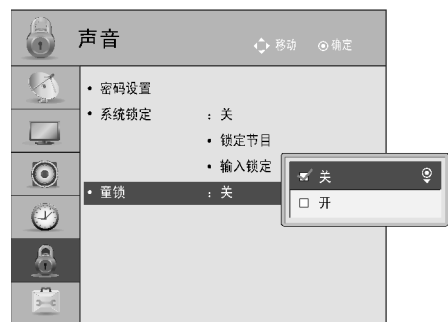 声音
移动 确定
• 密码设置
• 系统锁定 : 关
• 锁定节目
• 输入锁定
• 童锁 : 关
关
开